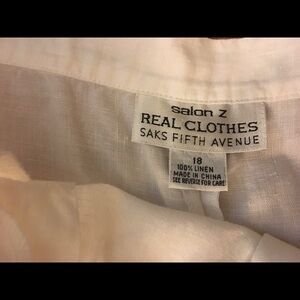 salon z
REAL CLOTHES
SAKS FIFTH AVENUE
18
100% LINEN
MADE IN CHINA
SEE REVERSE FOR CARE